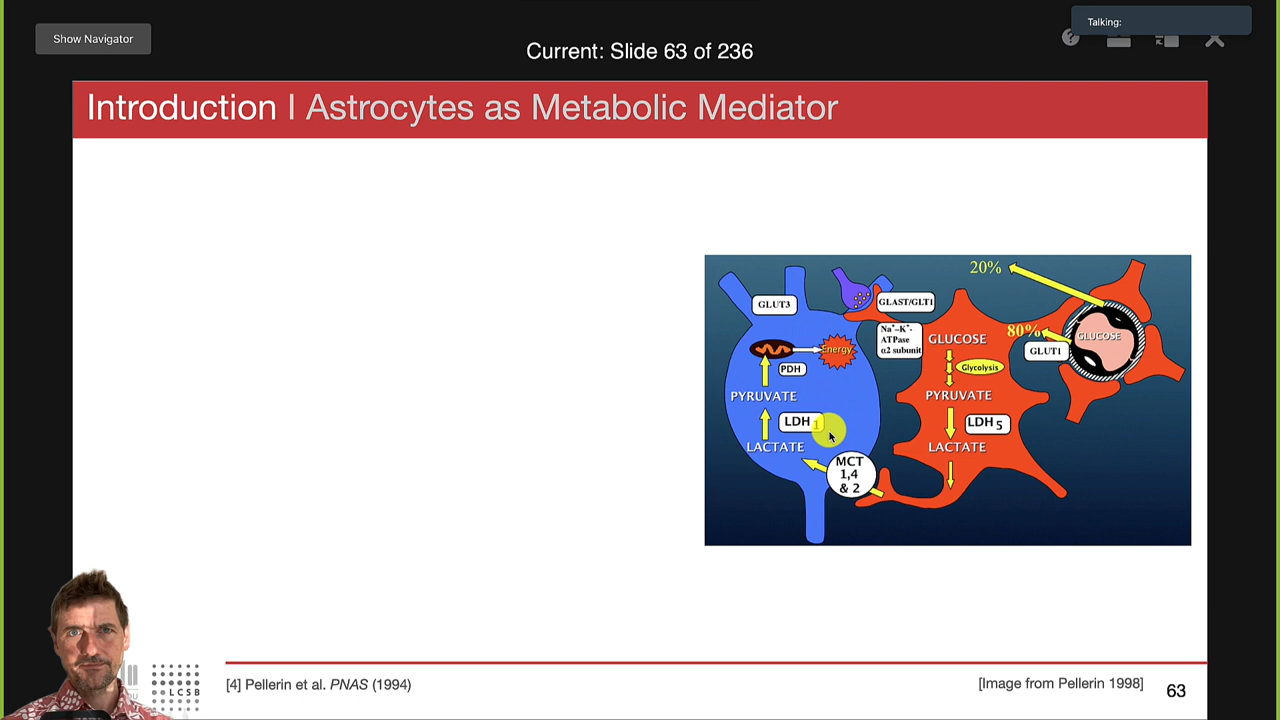 Show Navigator
Talking:
Current: Slide 63 of 236
Introduction | Astrocytes as Metabolic Mediator
20%
GLUT3
GLAST/GLT1
Na+-K+-
ATPase
α2 subunit
GLUCOSE
80%
GLUCOSE
GLUT1
Energy
PDH
Glycolysis
PYRUVATE
PYRUVATE
LDH 1
LDH 5
LACTATE
LACTATE
MCT
1,4
& 2
LCSB
[4] Pellerin et al. PNAS (1994)
[Image from Pellerin 1998]
63